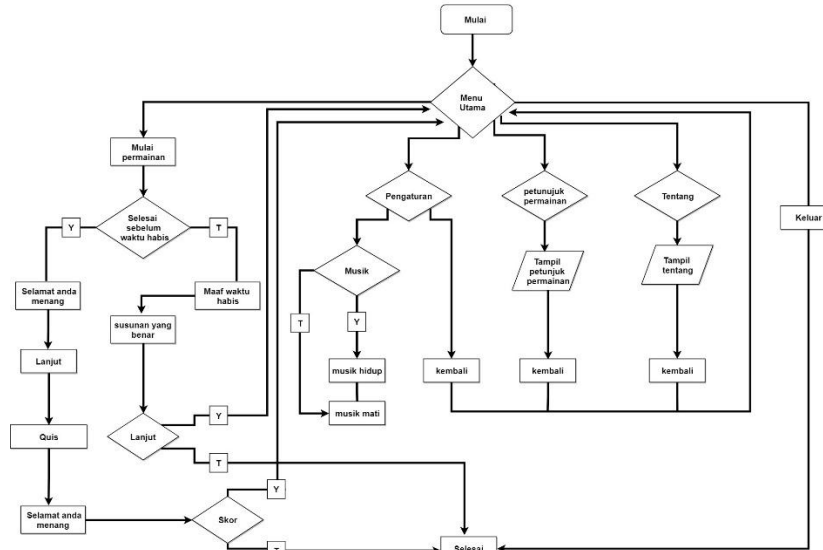 Mulai
Menu
Utama
Mulai
permainan
Pengaturan
petunujuk
permainan
Tentang
Keluar
Selesai
sebelum
waktu habis
Y
T
Musik
Tampil
petunjuk
permainan
Tampil
tentang
Selamat anda
menang
Maaf waktu
habis
susunan yang
benar
T
Y
Lanjut
musik hidup
kembali
kembali
kembali
musik mati
Quis
Lanjut
Y
T
Y
Selamat anda
menang
Skor
T
Selesai